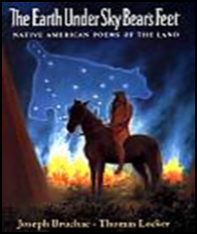 The Earth Under Sky Bear's Feet
NATIVE AMERICAN POEMS OF THE LAND
Joseph Bruchac · Thomas Locker